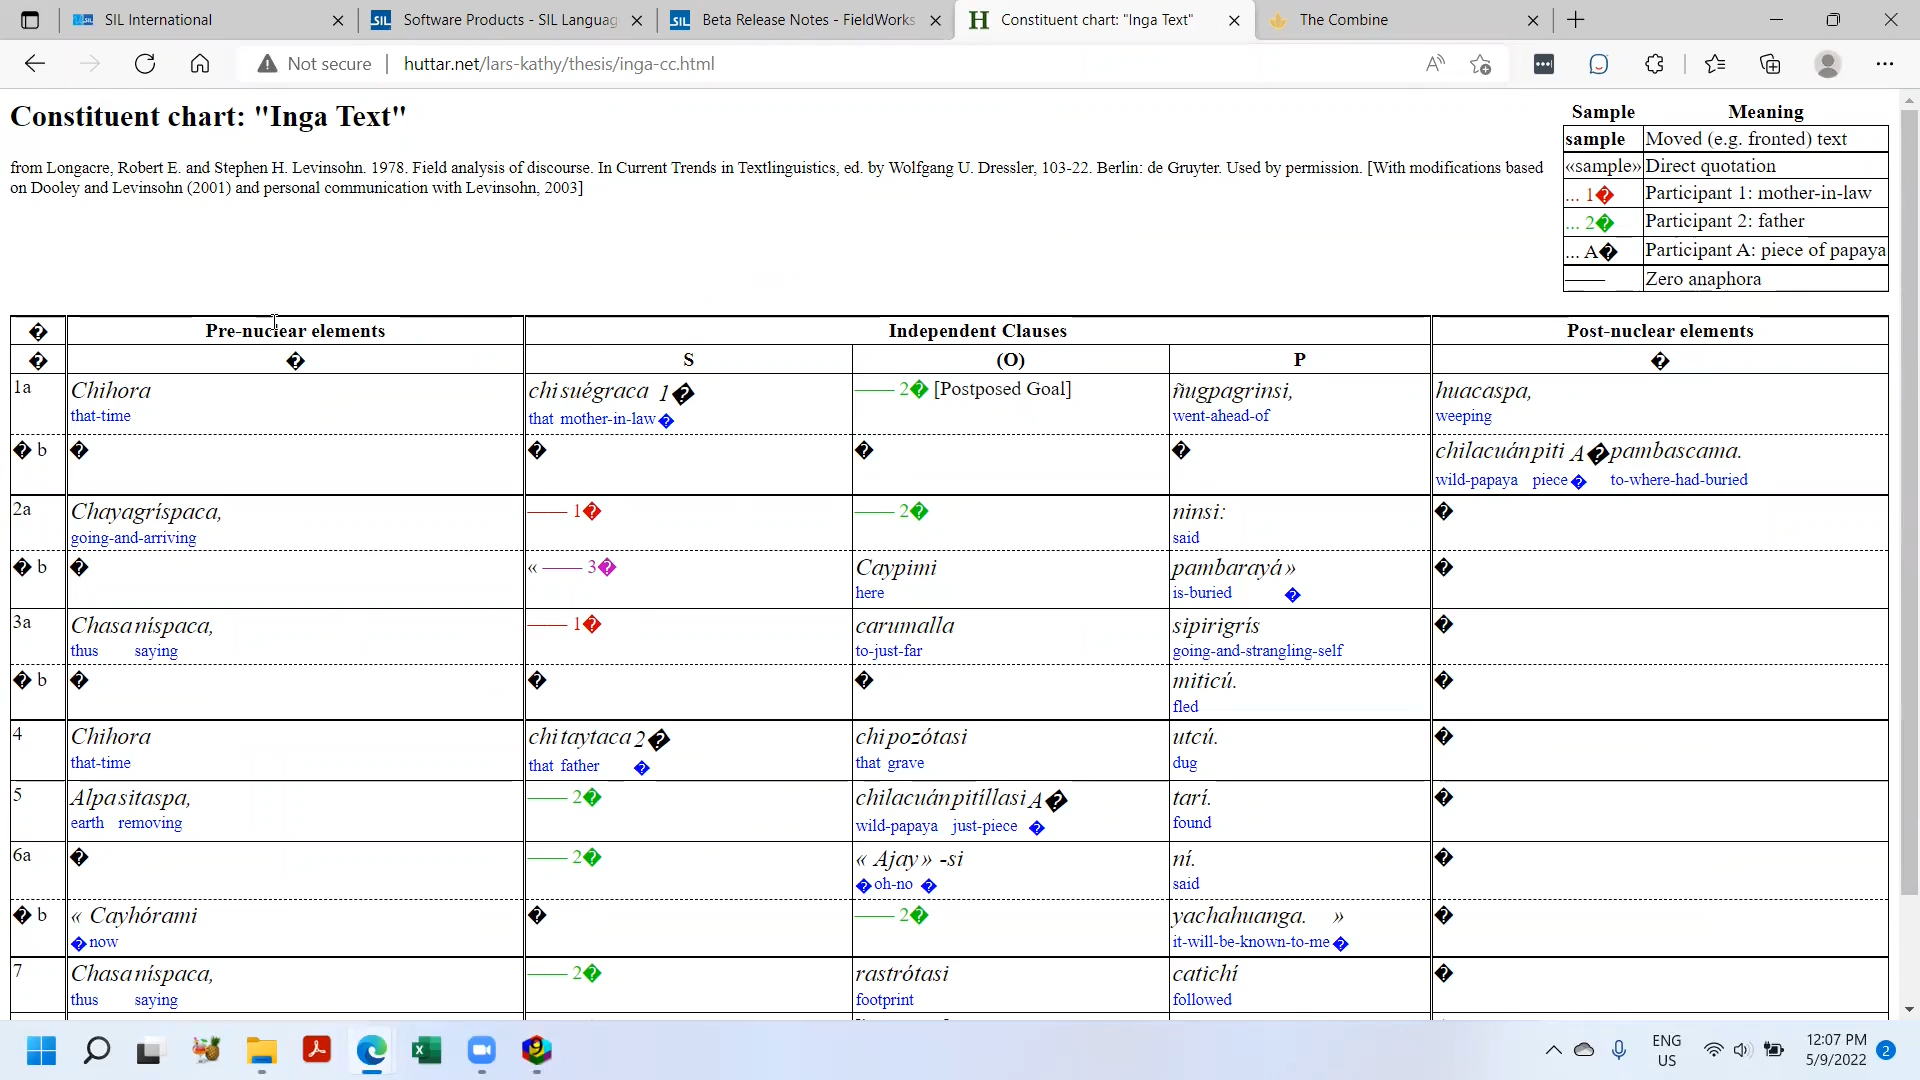 SIL International
Software Products - SIL Languag
Beta Release Notes - FieldWorks
Constituent chart: "Inga Text"
The Combine
Not secure
huttar.net/lars-kathy/thesis/inga-cc.html
Constituent chart: "Inga Text"
from Longacre, Robert E. and Stephen H. Levinsohn. 1978. Field analysis of discourse. In Current Trends in Textlinguistics, ed. by Wolfgang U. Dressler, 103-22. Berlin: de Gruyter. Used by permission. [With modifications based
on Dooley and Levinsohn (2001) and personal communication with Levinsohn, 2003]
Sample Meaning
sample Moved (e.g. fronted) text
«sample» Direct quotation
... 1� Participant 1: mother-in-law
... 2� Participant 2: father
... A� Participant A: piece of papaya
—— Zero anaphora
� Pre-nuclear elements Independent Clauses Post-nuclear elements
� � S (O) P �
1a Chihora chi suégraca 1� —— 2� [Postposed Goal] ñugpagrinsi, huacaspa,
that-time that mother-in-law � went-ahead-of weeping
� b � � � � chilacuán piti A� pambascama.
wild-papaya piece � to-where-had-buried
2a Chayagríspaca, —— 1� —— 2� ninsi: �
going-and-arriving said
� b � « —— 3� Caypimi pambarayá » �
here is-buried �
3a Chasa níspaca, —— 1� carumalla sipirigrís �
thus saying to-just-far going-and-strangling-self
� b � � � miticú. �
fled
4 Chihora chi taytaca 2� chi pozótasi utcú. �
that-time that father � that grave dug
5 Alpa sitaspa, —— 2� chilacuán pitíllasi A� tarí. �
earth removing wild-papaya just-piece � found
6a � —— 2� « Ajay » -si ní. �
� oh-no � said
� b « Cayhórami � —— 2� yachahuanga. » �
� now it-will-be-known-to-me �
7 Chasa níspaca, —— 2� rastrótasi catichí �
thus saying footprint followed
ENG
US
12:07 PM
5/9/2022
2